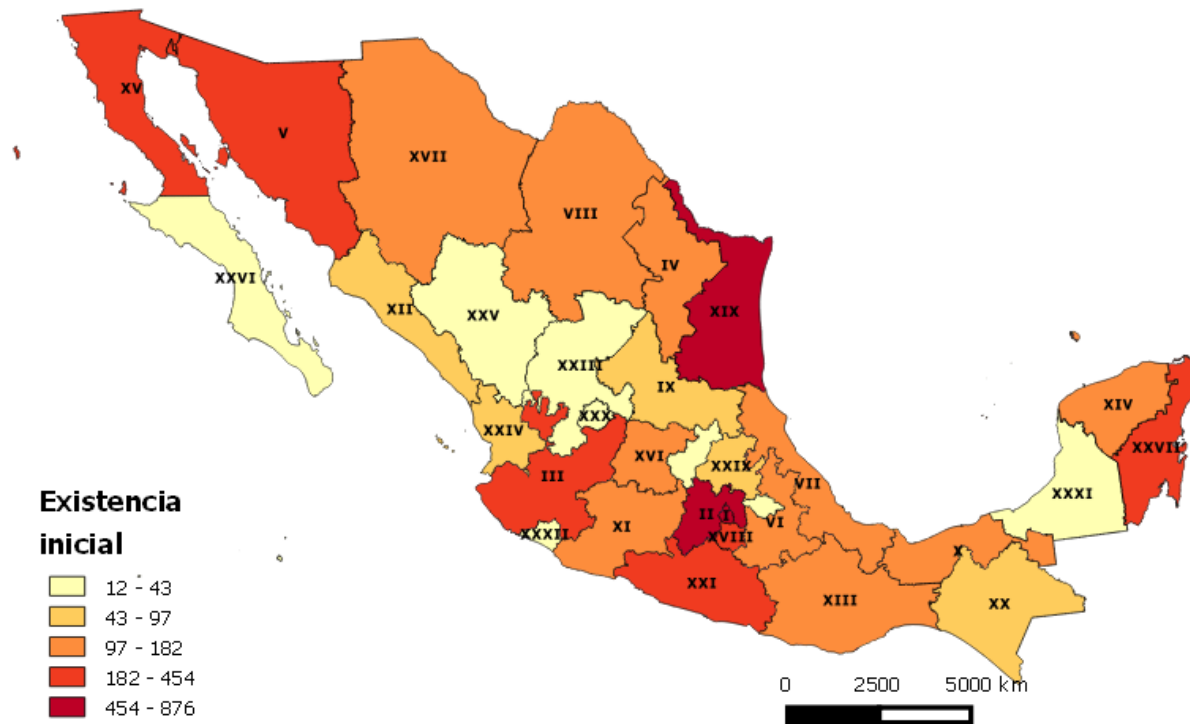 XV
V
XVII
VIII
IV
XXVI
XII
XXV
XIX
XXIII
IX
XXX
XXIV
XIV
XVI
XXIX
XXVII
III
VII
XXXI
II
I
VI
XXXII
XI
XVIII
X
XXI
XIII
XX
Existencia
inicial
12 - 43
43 - 97
97 - 182
182 - 454
454 - 876
0 2500 5000 km